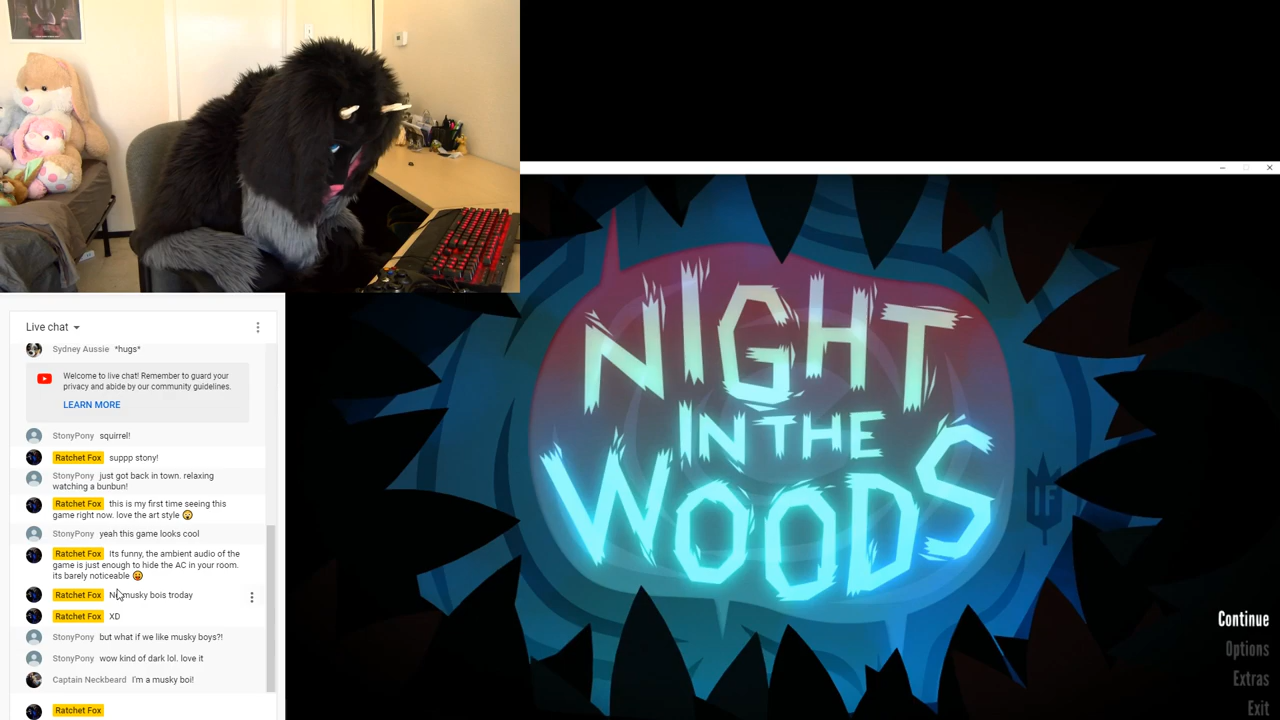 Live chat
Sydney Aussie *hugs*
Welcome to live chat! Remember to guard your
privacy and abide by our community guidelines.
LEARN MORE
StonyPony squirrel!
Ratchet Fox suppp stony!
StonyPony just got back in town. relaxing
watching a bunbun!
Ratchet Fox this is my first time seeing this
game right now. love the art style
StonyPony yeah this game looks cool
Ratchet Fox Its funny, the ambient audio of the
game is just enough to hide the AC in your room.
its barely noticeable
Ratchet Fox musky bois troday
Ratchet Fox XD
StonyPony but what if we like musky boys?!
StonyPony wow kind of dark lol. love it
Captain Neckbeard I'm a musky boi!
Ratchet Fox
NIGHT
IN THE
WOODS
IF
Continue
Options
Extras
Exit